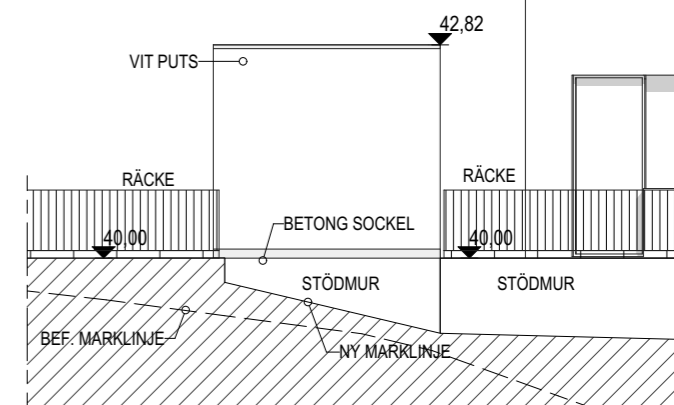 42,82
VIT PUTS
RÄCKE
RÄCKE
BETONG SOCKEL
40,00
40,00
STÖDMUR
STÖDMUR
BEF. MARKLINJE
NY MARKLINJE